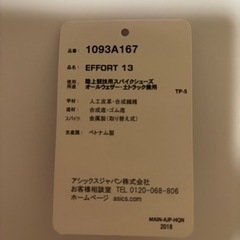 品番： 1093A167
品名： EFFORT 13
使用用途： 陸上競技用スパイクシューズ
オールウェザー・土トラック兼用
TP-5
甲材： 人工皮革・合成繊維
底材： 合成底・ゴム底
スパイク： 金属製(取り替え式)
生産国： ベトナム製
アシックスジャパン株式会社
お客様相談室 TEL 0120-068-806
ホームページ asics.com
MAIN-AJP-HQN
2018